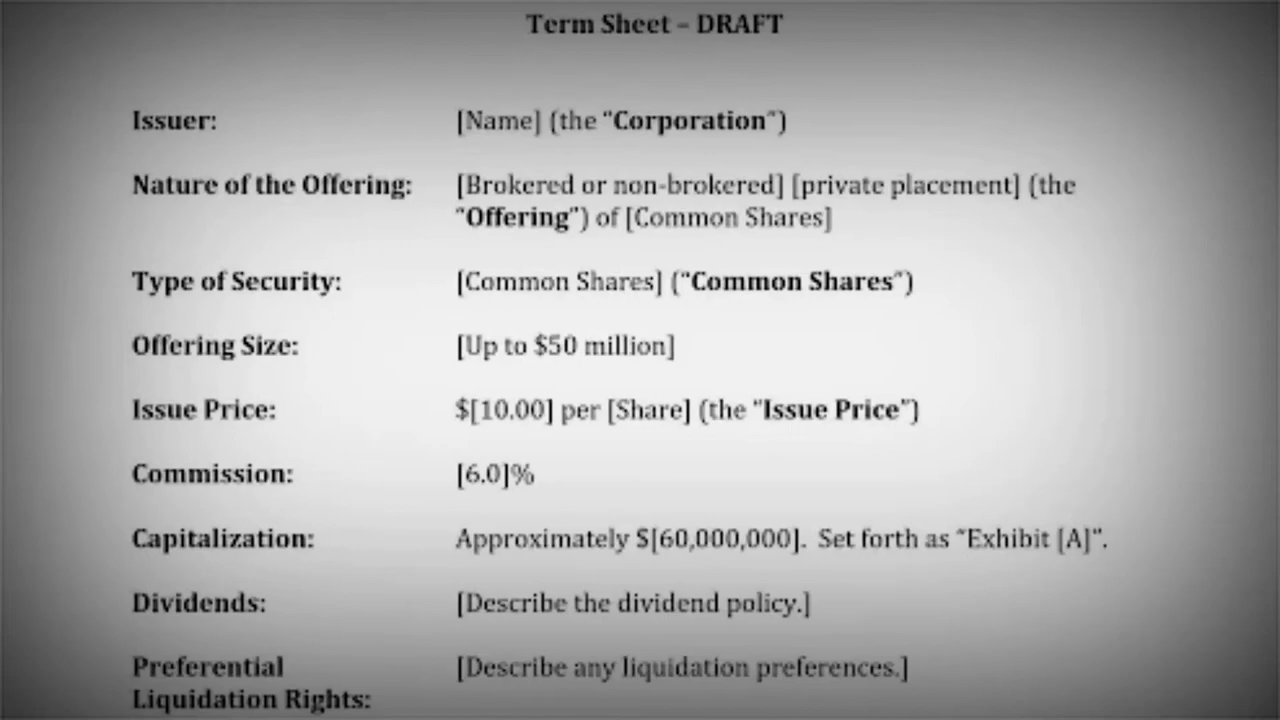 Term Sheet – DRAFT
Issuer: [Name] (the "Corporation")
Nature of the Offering: [Brokered or non-brokered] [private placement] (the
"Offering") of [Common Shares]
Type of Security: [Common Shares] ("Common Shares")
Offering Size: [Up to $50 million]
Issue Price: $[10.00] per [Share] (the "Issue Price")
Commission: [6.0]%
Capitalization: Approximately $[60,000,000]. Set forth as "Exhibit [A]".
Dividends: [Describe the dividend policy.]
Preferential [Describe any liquidation preferences.]
Liquidation Rights: